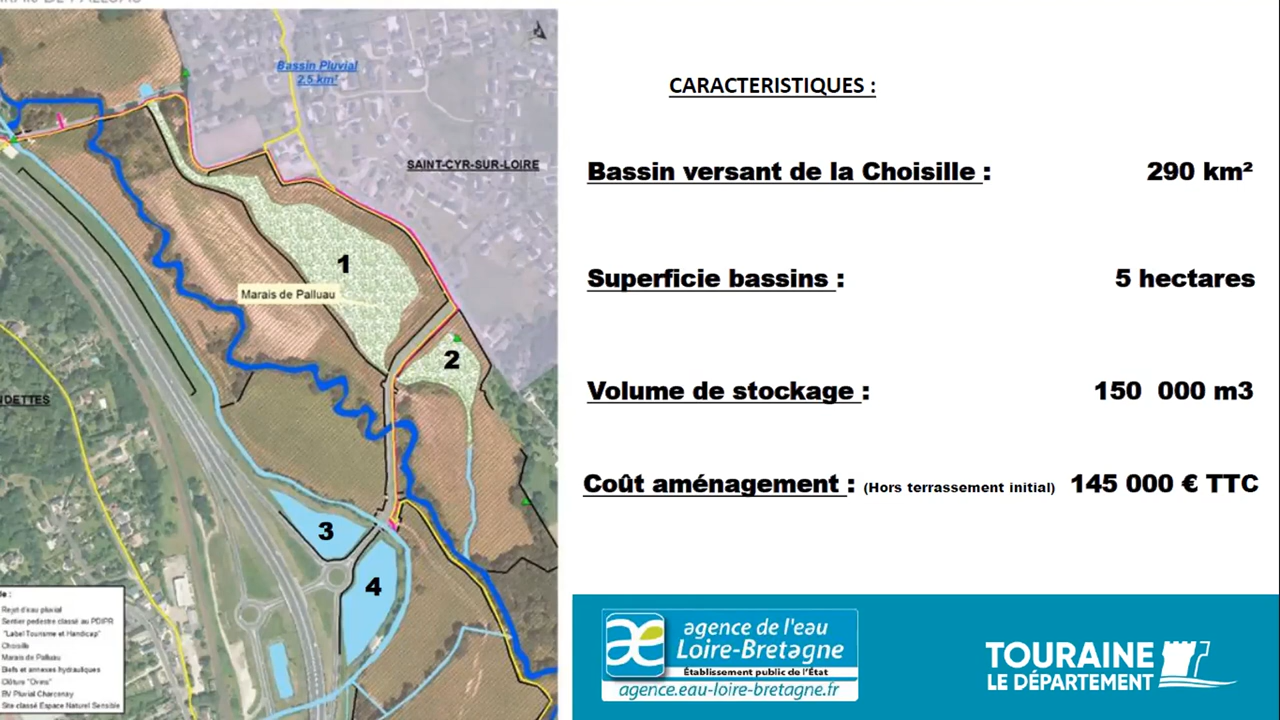 Bassin Pluvial
2,5 km²
SAINT-CYR-SUR-LOIRE
1
Marais de Palluau
2
NDETTES
3
4
Rejet d'eau pluvial
Sentier pedestre classé au PDIPR
"Label Tourisme et Handicap"
Choisille
Marais de Palluau
Biefs et annexes hydrauliques
Clôture "Ovins"
BV Pluvial Charcenay
Site classé Espace Naturel Sensible
CARACTERISTIQUES :
Bassin versant de la Choisille : 290 km²
Superficie bassins : 5 hectares
Volume de stockage : 150 000 m3
Coût aménagement : (Hors terrassement initial) 145 000 € TTC
agence de l'eau
Loire-Bretagne
Établissement public de l'État
agence.eau-loire-bretagne.fr
TOURAINE
LE DÉPARTEMENT